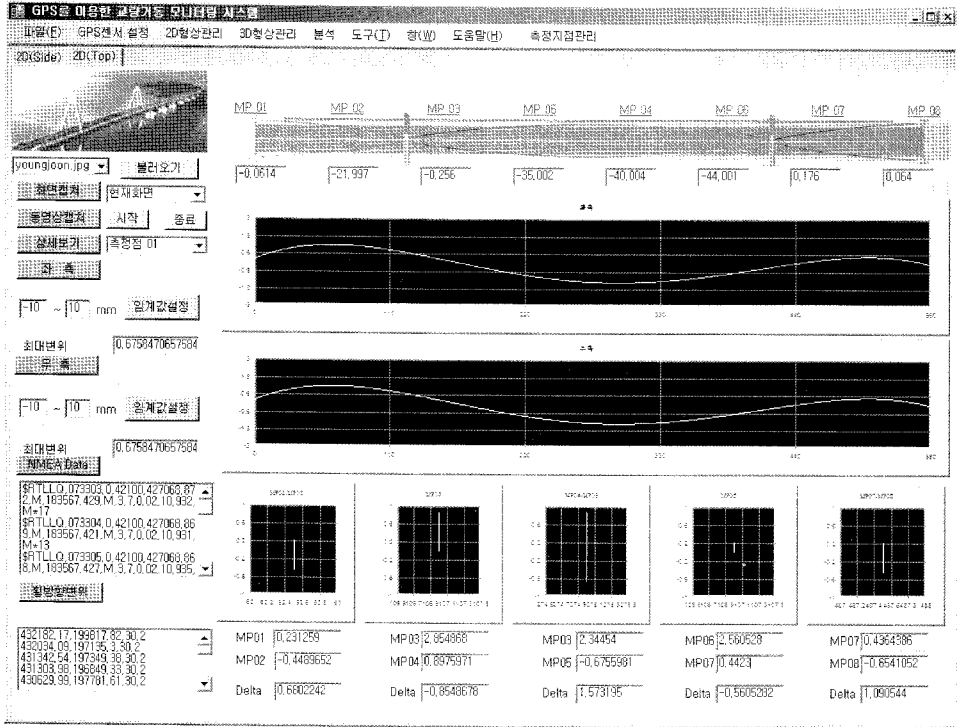 GPS를 이용한 교량거동 모니터링 시스템
파일(F) GPS센서 설정 2D형상관리 3D형상관리 분석 도구(T) 창(W) 도움말(H) 측정지점관리
2D(Side) 2D(Top)
MP 01 MP 02 MP 03 MP 05 MP 04 MP 06 MP 07 MP 08
youngjoon.jpg 불러오기
-0,0614 -21,997 -0,256 -35,002 -40,004 -44,001 0,176 0,064
화면캡쳐 현재화면
동영상캡쳐 시작 종료
상세보기 측정점 01
좌 측
-10 ~ 10 mm 임계값설정
0 110 220 330 440 550
최대변위 0,6758470657584
우 측
-10 ~ 10 mm 임계값설정
0 110 220 330 440 550
최대변위 0,6758470657584
NMEA Data
$RTLLQ,073303,0,42100,427068,87
2,M,183567,429,M,3,7,0,02,10,932,
M*17
$RTLLQ,073304,0,42100,427068,86
9,M,183567,421,M,3,7,0,02,10,931,
M*13
$RTLLQ,073305,0,42100,427068,86
8,M,183567,427,M,3,7,0,02,10,935,
432182,17,199817,82,30,2
432034,09,197135,3,30,2
431342,54,197349,38,30,2
431303,98,196849,33,30,2
430629,99,197781,61,30,2
MP01 0,231259 MP03 2,854868 MP03 2,34454 MP06 2,560528 MP07 0,4364386
MP02 -0,4489652 MP04 0,8975971 MP05 -0,6755981 MP07 0,4423 MP08 -0,6541052
Delta 0,6802242 Delta -0,8548678 Delta 1,573195 Delta -0,5605282 Delta 1,090544